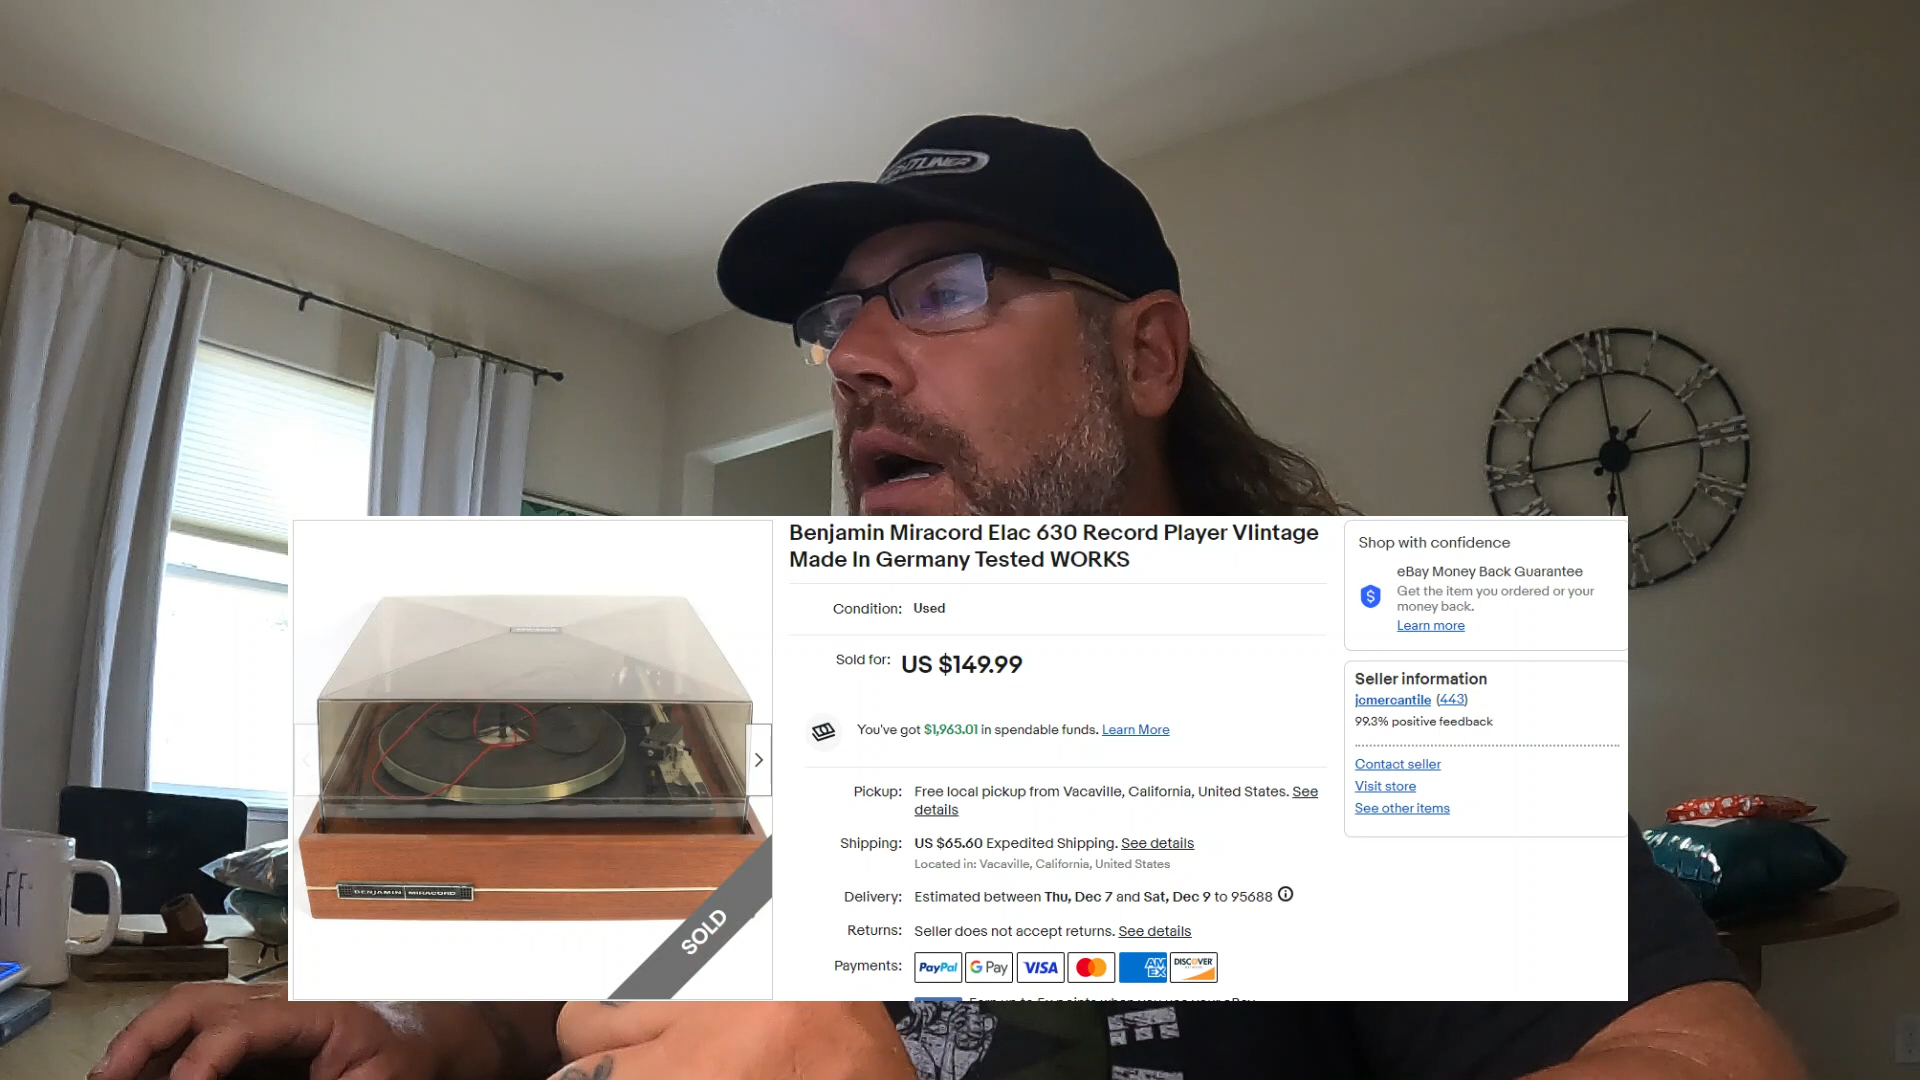 Benjamin Miracord Elac 630 Record Player VIintage
Made In Germany Tested WORKS
Condition: Used
Sold for: US $149.99
You've got $1,963.01 in spendable funds. Learn More
Pickup: Free local pickup from Vacaville, California, United States. See
details
Shipping: US $65.60 Expedited Shipping. See details
Located in: Vacaville, California, United States
Delivery: Estimated between Thu, Dec 7 and Sat, Dec 9 to 95688
Returns: Seller does not accept returns. See details
Payments: PayPal G Pay VISA AM EX DISCOVER
Shop with confidence
eBay Money Back Guarantee
Get the item you ordered or your
money back.
Learn more
Seller information
jcmercantile (443)
99.3% positive feedback
Contact seller
Visit store
See other items
BENJAMIN MIRACORD
SOLD